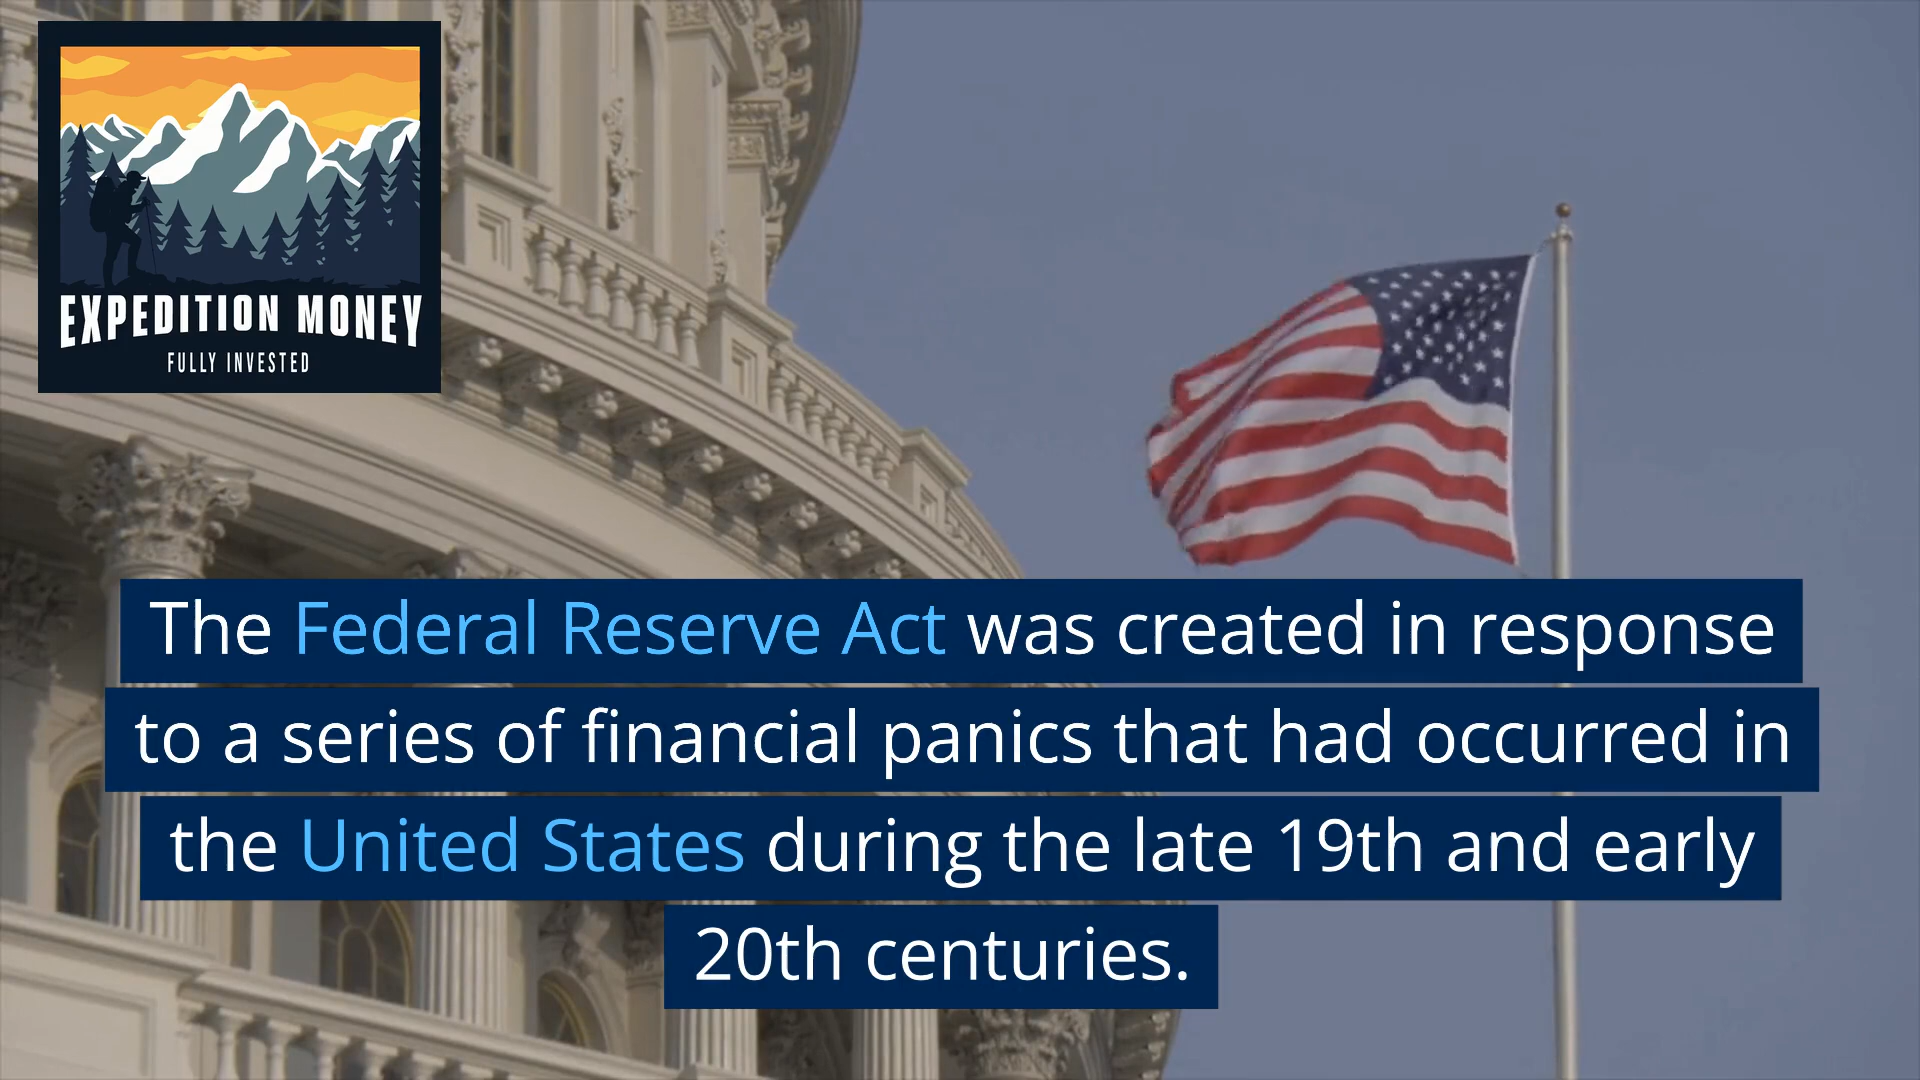 EXPEDITION MONEY
FULLY INVESTED
The Federal Reserve Act was created in response
to a series of financial panics that had occurred in
the United States during the late 19th and early
20th centuries.